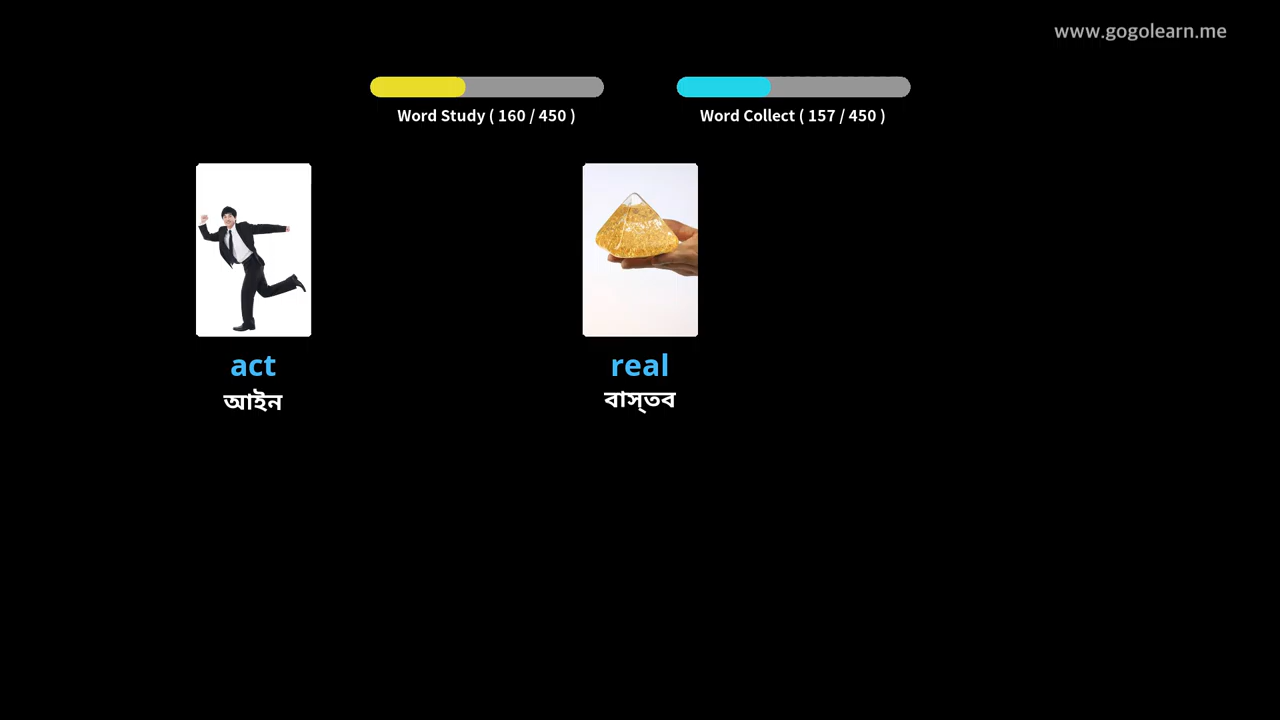 www.gogolearn.me
Word Study ( 160 / 450 )
Word Collect ( 157 / 450 )
act
আইন
real
বাস্তব